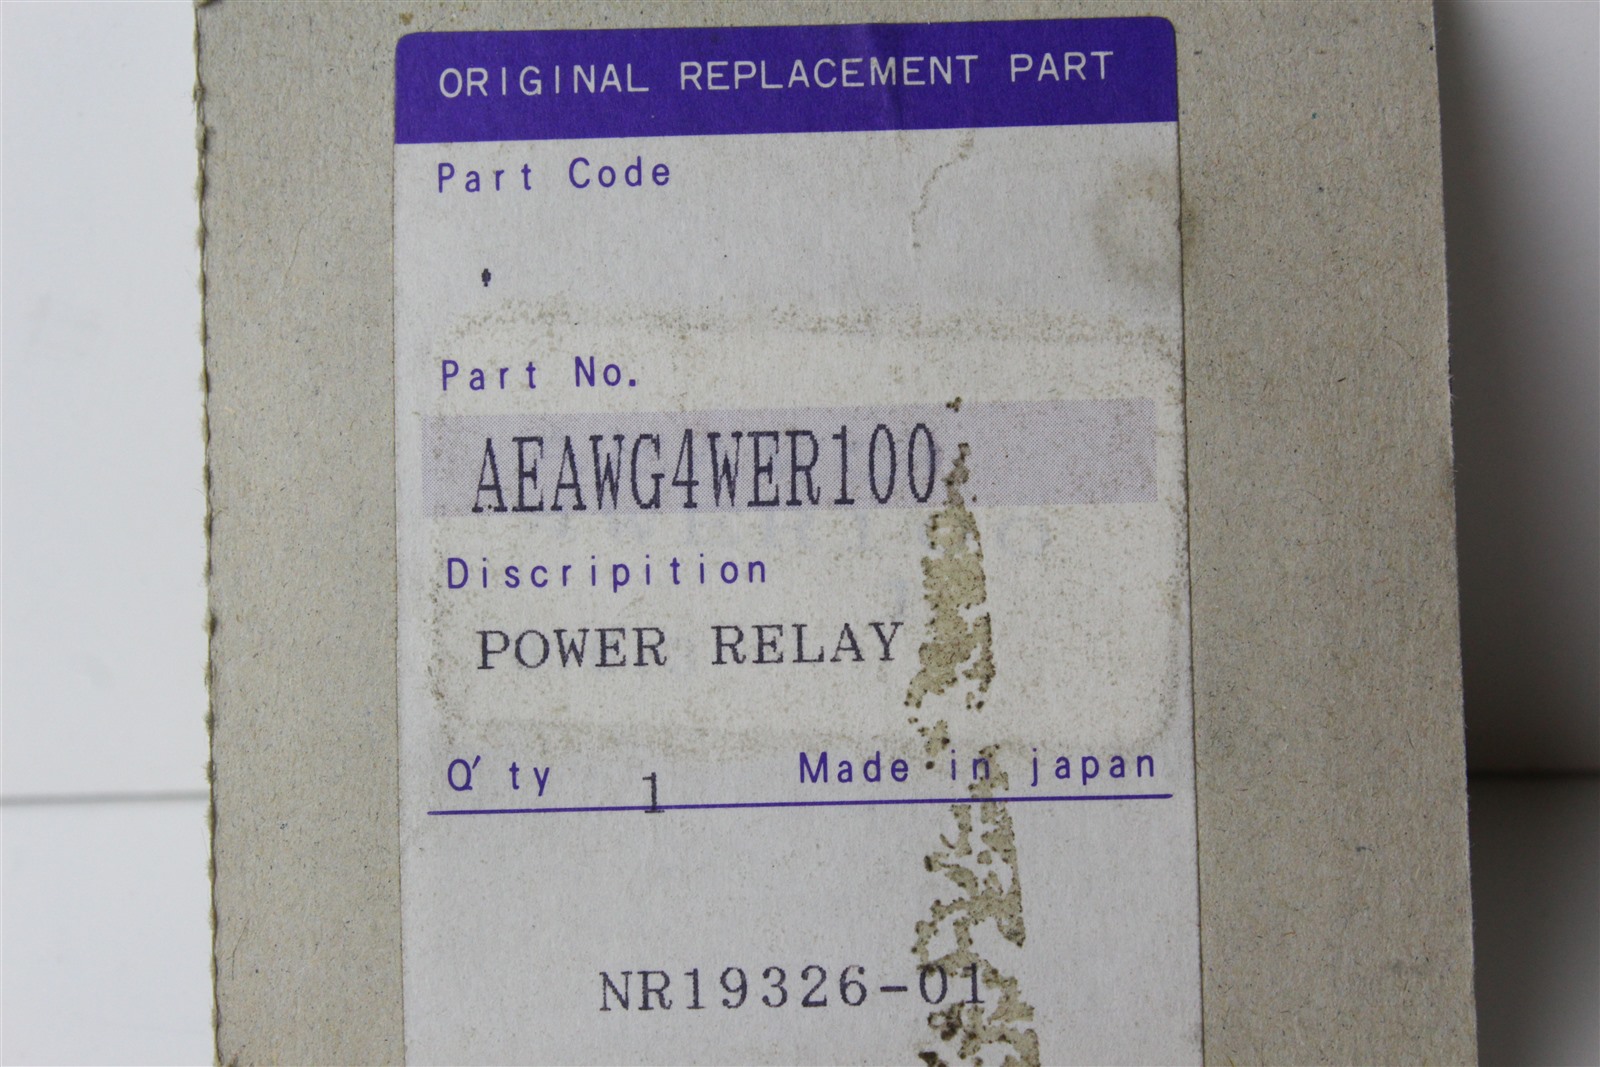 ORIGINAL REPLACEMENT PART
Part Code
Part No.
AEAWG4WER100
Discripition
POWER RELAY
Q'ty 1 Made in japan
NR19326-01